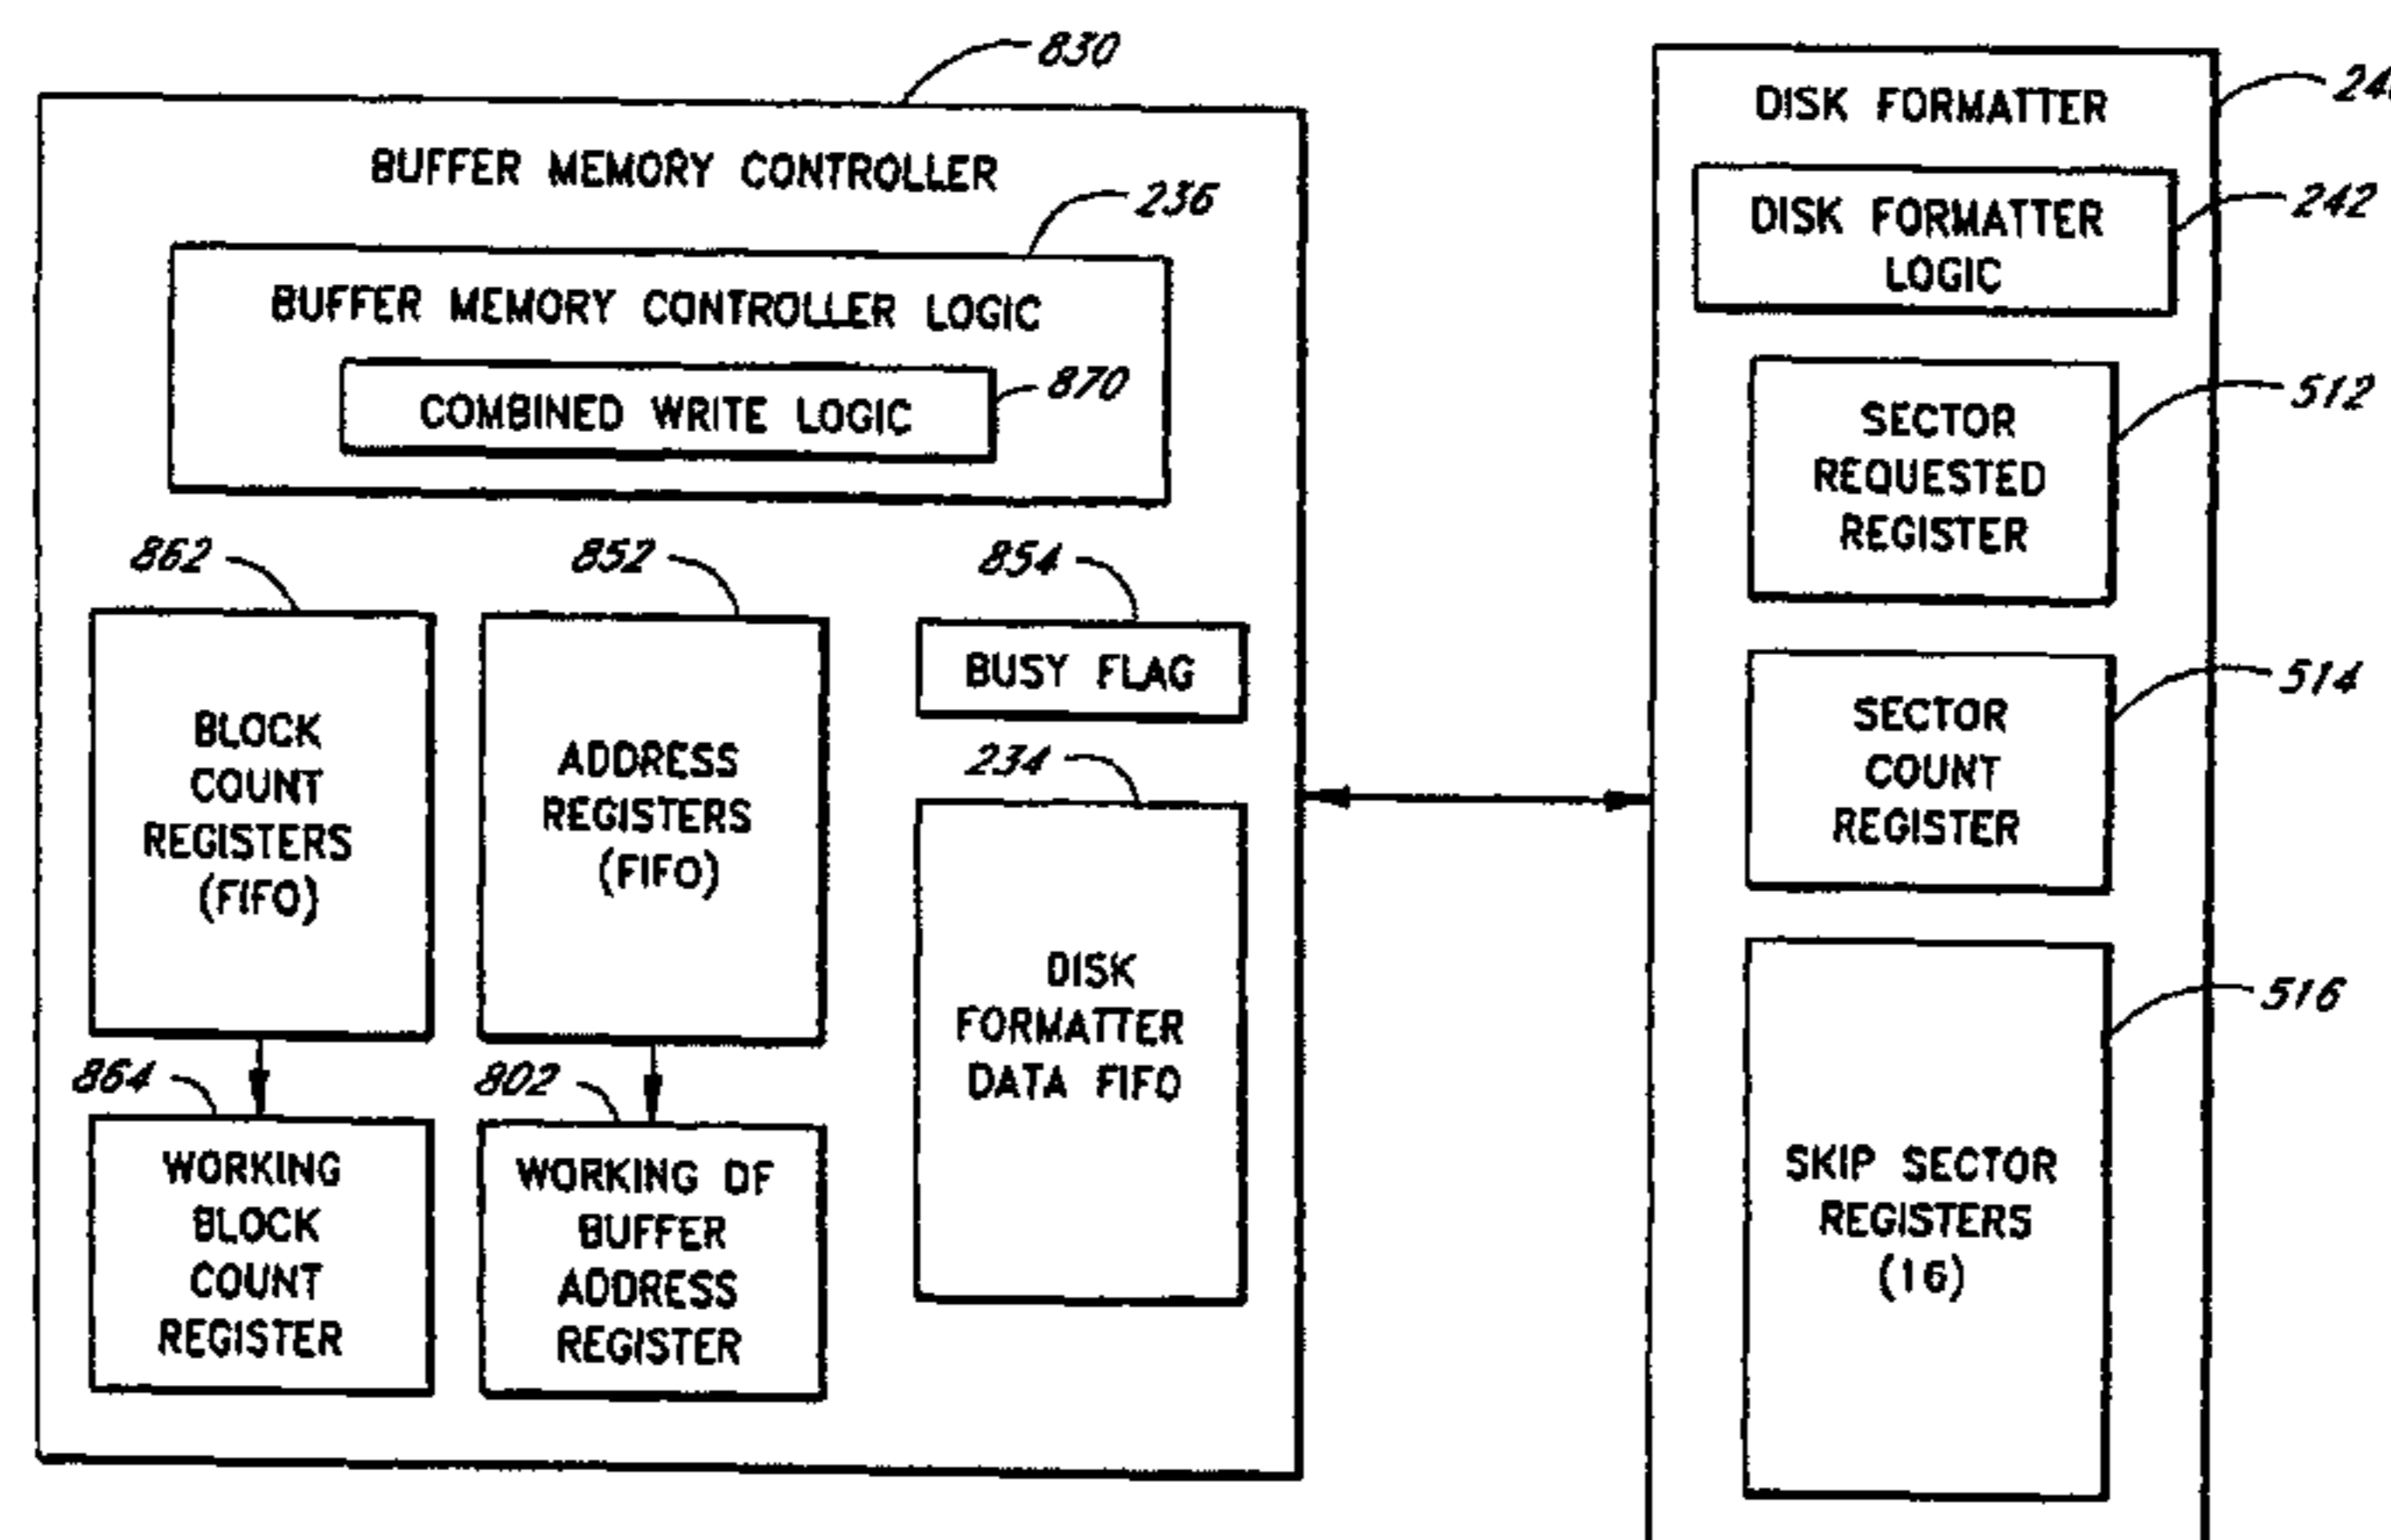 830
BUFFER MEMORY CONTROLLER
236
BUFFER MEMORY CONTROLLER LOGIC
COMBINED WRITE LOGIC
870
862
BLOCK
COUNT
REGISTERS
(FIFO)
852
ADDRESS
REGISTERS
(FIFO)
854
BUSY FLAG
234
DISK
FORMATTER
DATA FIFO
864
WORKING
BLOCK
COUNT
REGISTER
802
WORKING DF
BUFFER
ADDRESS
REGISTER
DISK FORMATTER
DISK FORMATTER
LOGIC
242
SECTOR
REQUESTED
REGISTER
512
SECTOR
COUNT
REGISTER
514
SKIP SECTOR
REGISTERS
(16)
516